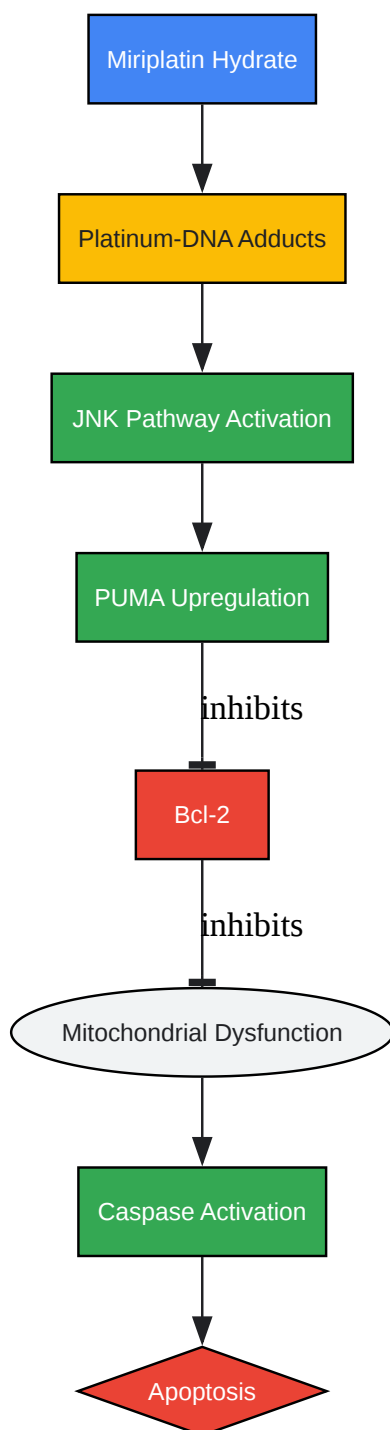 Miriplatin Hydrate
Platinum-DNA Adducts
JNK Pathway Activation
PUMA Upregulation
inhibits
Bcl-2
inhibits
Mitochondrial Dysfunction
Caspase Activation
Apoptosis